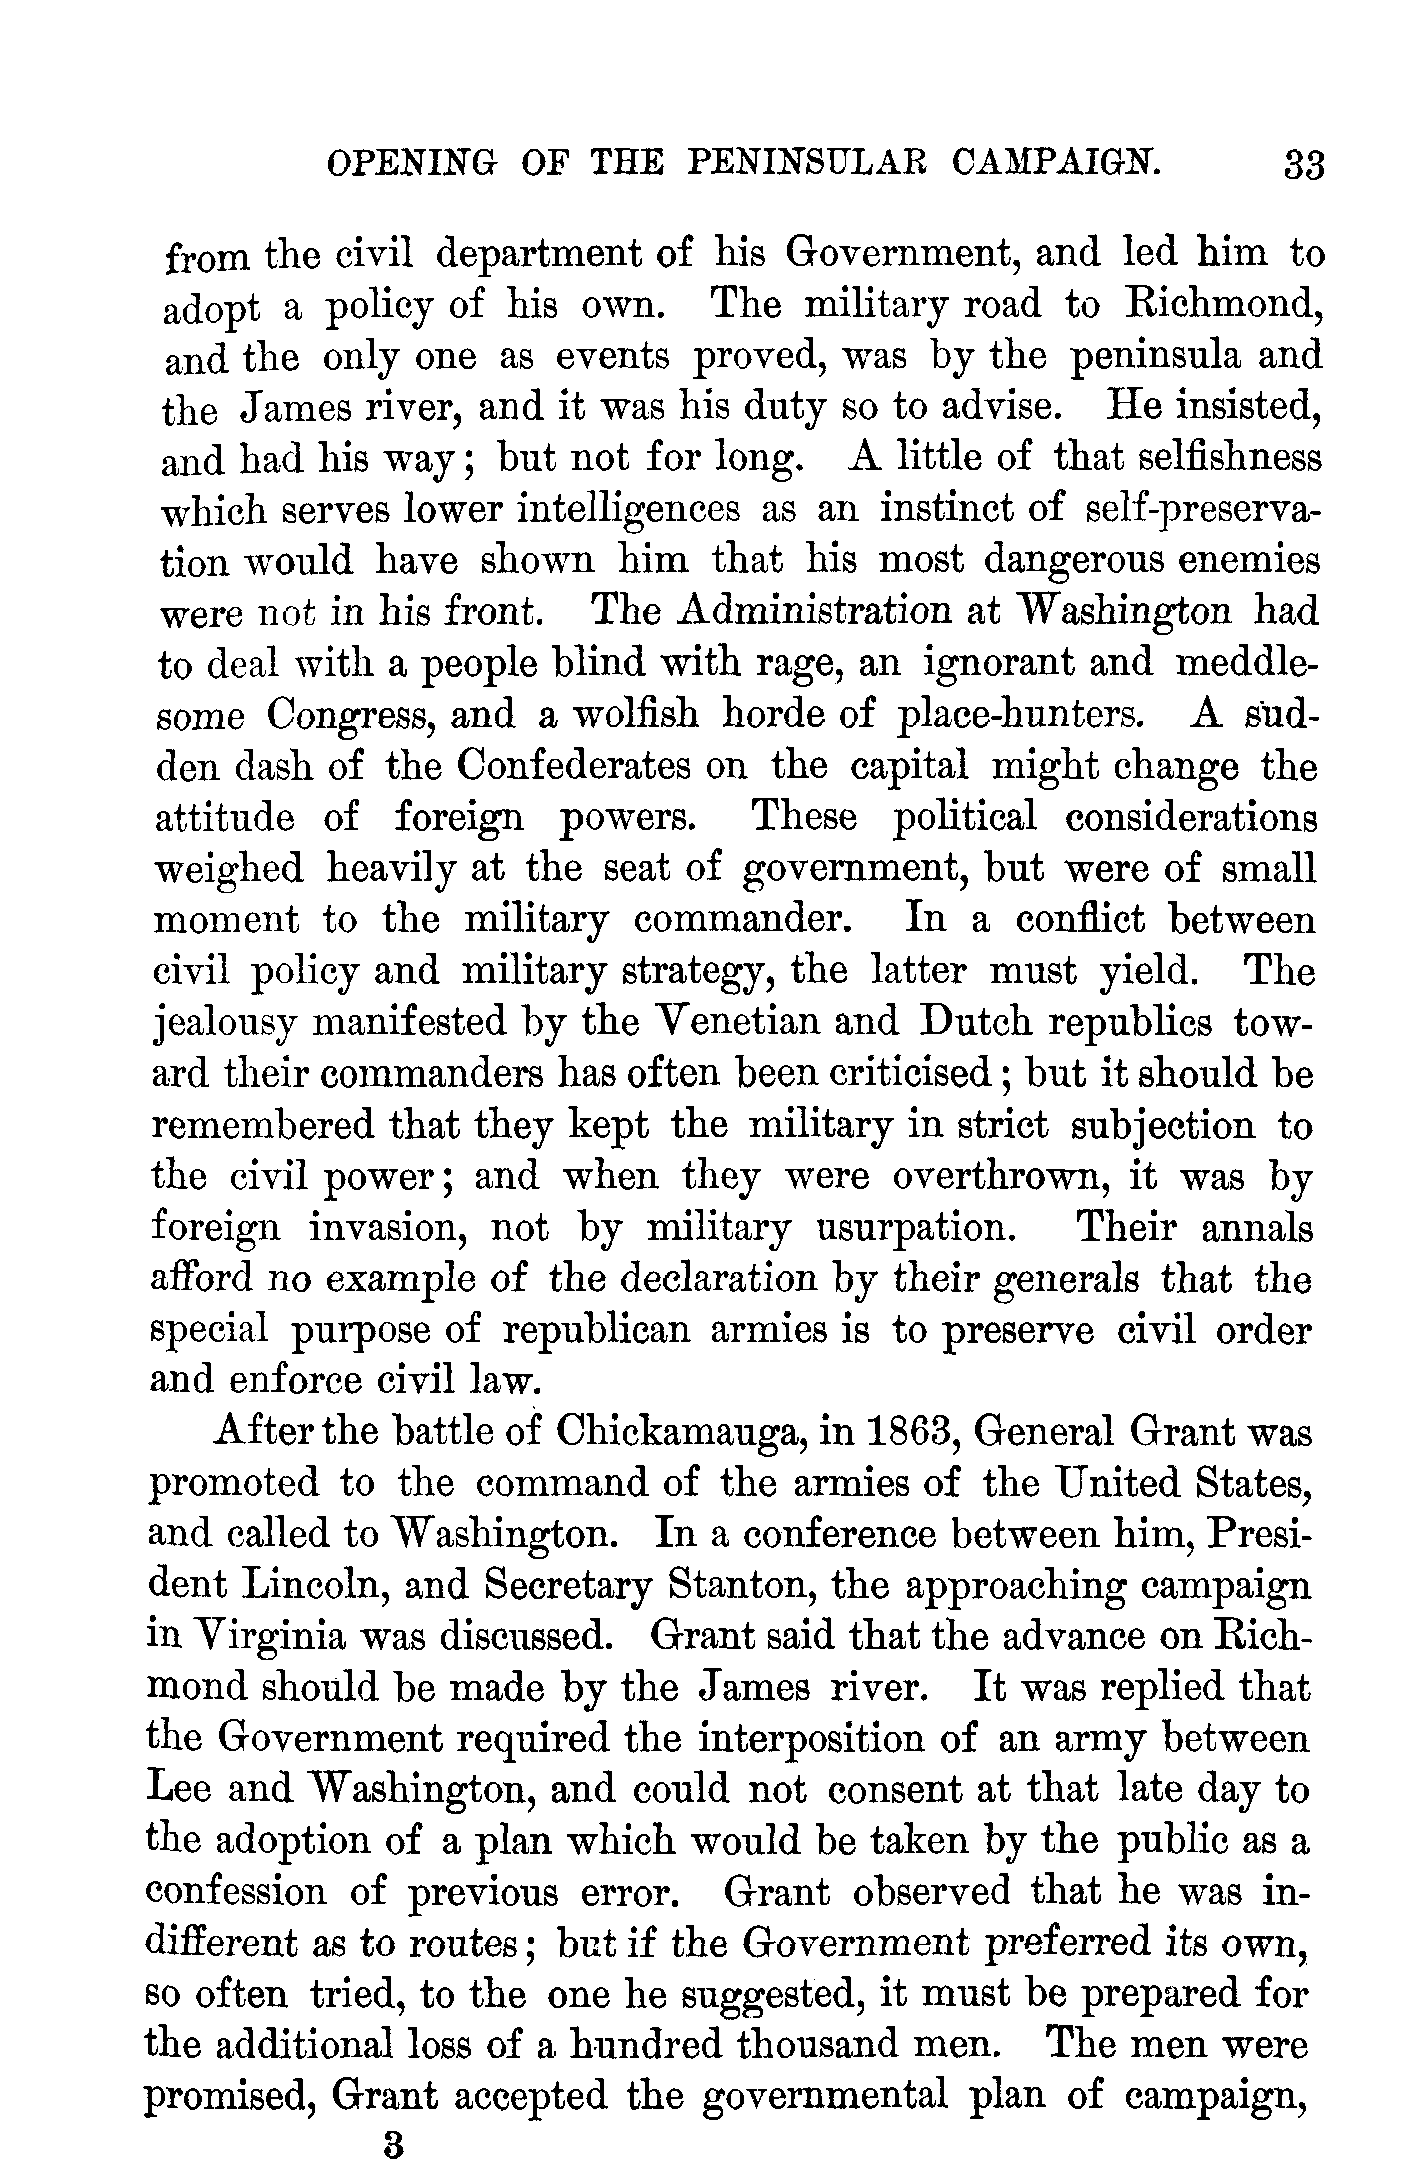 OPENING OF THE PENINSULAR CAMPAIGN. 33
from the civil department of his Government, and led him to
adopt a policy of his own. The military road to Richmond,
and the only one as events proved, was by the peninsula and
the James river, and it was his duty so to advise. He insisted,
and had his way; but not for long. A little of that selfishness
which serves lower intelligences as an instinct of self-preserva-
tion would have shown him that his most dangerous enemies
were not in his front. The Administration at Washington had
to deal with a people blind with rage, an ignorant and meddle-
some Congress, and a wolfish horde of place-hunters. A sud-
den dash of the Confederates on the capital might change the
attitude of foreign powers. These political considerations
weighed heavily at the seat of government, but were of small
moment to the military commander. In a conflict between
civil policy and military strategy, the latter must yield. The
jealousy manifested by the Venetian and Dutch republics tow-
ard their commanders has often been criticised; but it should be
remembered that they kept the military in strict subjection to
the civil power; and when they were overthrown, it was by
foreign invasion, not by military usurpation. Their annals
afford no example of the declaration by their generals that the
special purpose of republican armies is to preserve civil order
and enforce civil law.
After the battle of Chickamauga, in 1863, General Grant was
promoted to the command of the armies of the United States,
and called to Washington. In a conference between him, Presi-
dent Lincoln, and Secretary Stanton, the approaching campaign
in Virginia was discussed. Grant said that the advance on Rich-
mond should be made by the James river. It was replied that
the Government required the interposition of an army between
Lee and Washington, and could not consent at that late day to
the adoption of a plan which would be taken by the public as a
confession of previous error. Grant observed that he was in-
different as to routes; but if the Government preferred its own,
so often tried, to the one he suggested, it must be prepared for
the additional loss of a hundred thousand men. The men were
promised, Grant accepted the governmental plan of campaign,
3